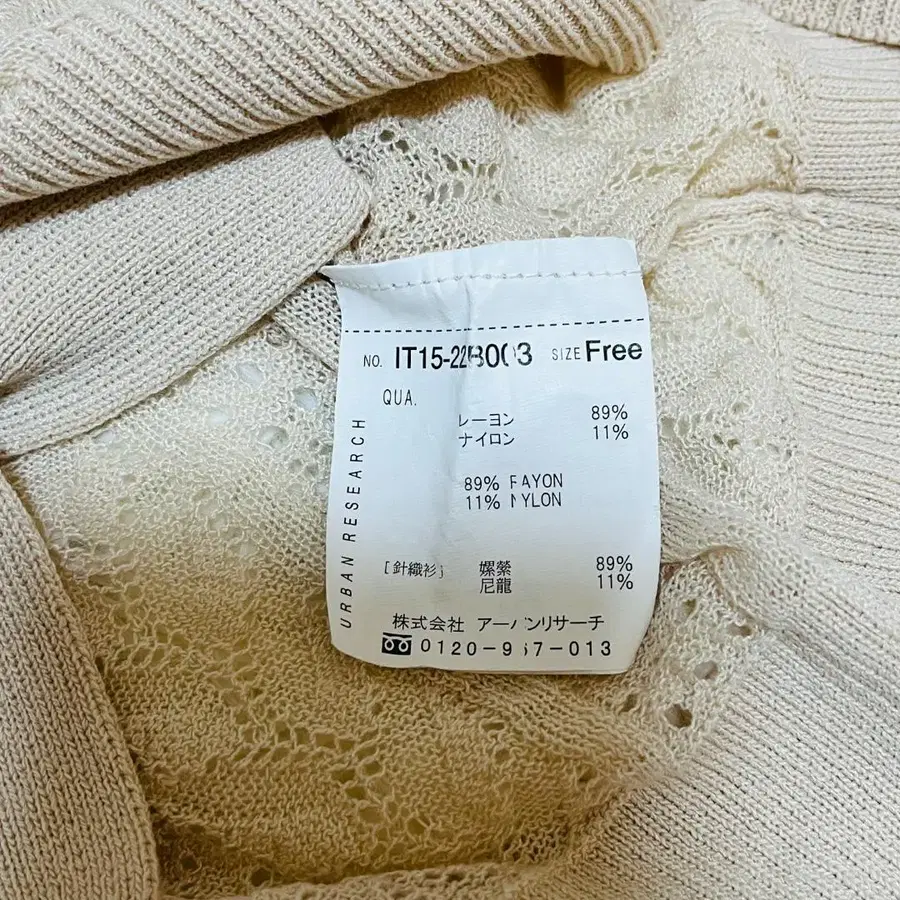 NO. IT15-22B003 SIZE Free
QUA.
レーヨン 89%
ナイロン 11%
89% RAYON
11% NYLON
[針織衫] 嫘縈 89%
尼龍 11%
URBAN RESEARCH
株式会社 アーバンリサーチ
0120-967-013